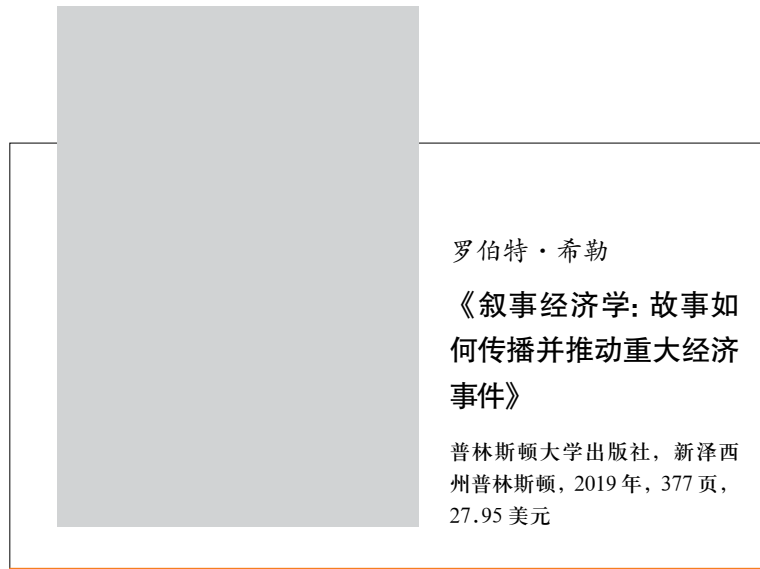 罗伯特·希勒
《叙事经济学：故事如
何传播并推动重大经济
事件》
普林斯顿大学出版社，新泽西
州普林斯顿，2019 年，377 页，
27.95 美元